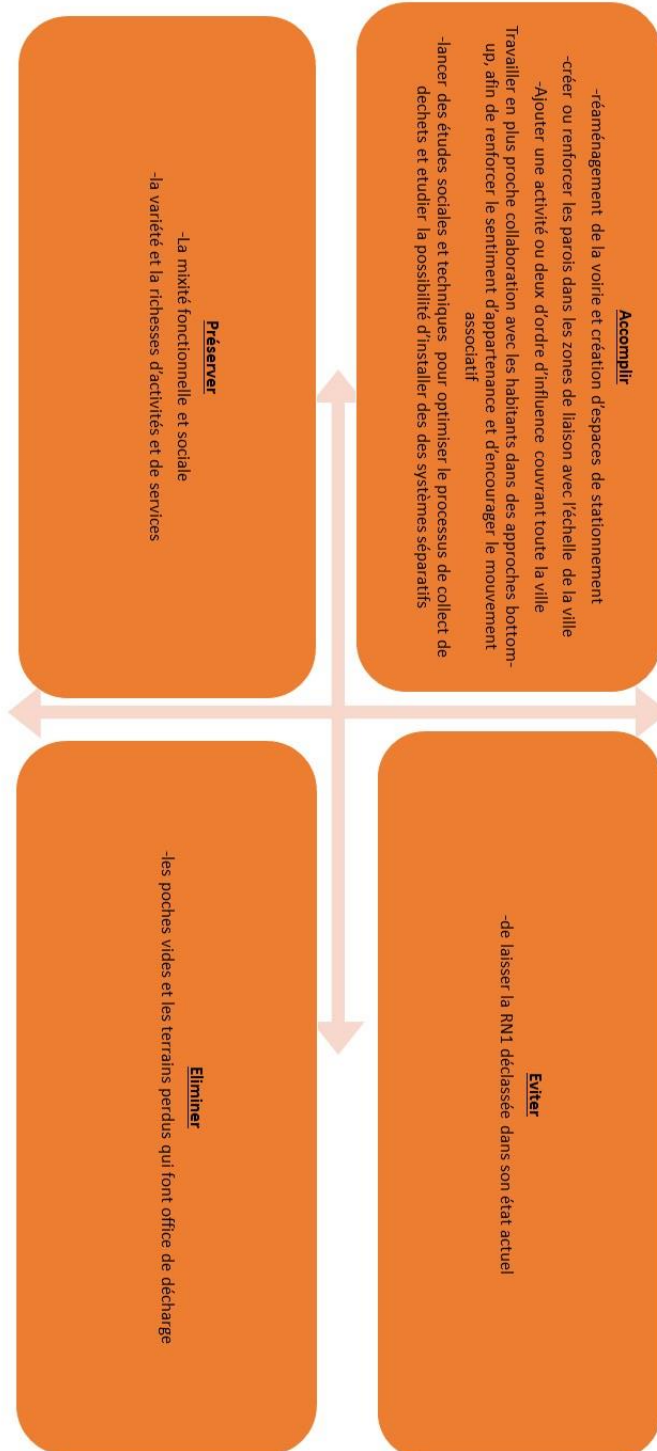 Accomplir
-réaménagement de la voirie et création d'espaces de stationnement
-créer ou renforcer les parois dans les zones de liaison avec l'échelle de la ville
-Ajouter une activité ou deux d'ordre d'influence couvrant toute la ville
Travailler en plus proche collaboration avec les habitants dans des approches bottom-
up, afin de renforcer le sentiment d'appartenance et d'encourager le mouvement
associatif
-lancer des études sociales et techniques pour optimiser le processus de collect de
dechets et etudier la possibilité d'installer des des systèmes séparatifs
Eviter
-de laisser la RN1 déclassée dans son état actuel
Préserver
-La mixité fonctionnelle et sociale
-la variété et la richesses d'activités et de services
Eliminer
-les poches vides et les terrains perdus qui font office de décharge